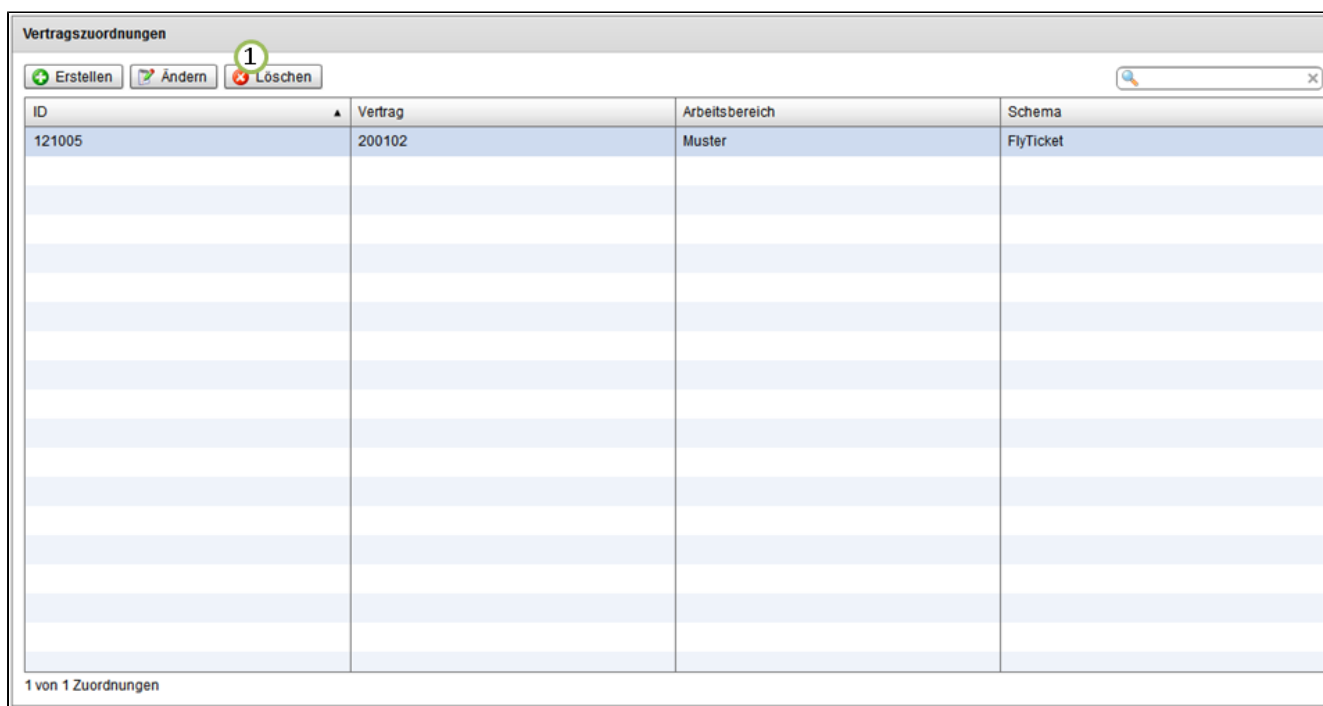 Vertragszuordnungen
1
Erstellen Ändern Löschen
ID Vertrag Arbeitsbereich Schema
121005 200102 Muster FlyTicket
1 von 1 Zuordnungen